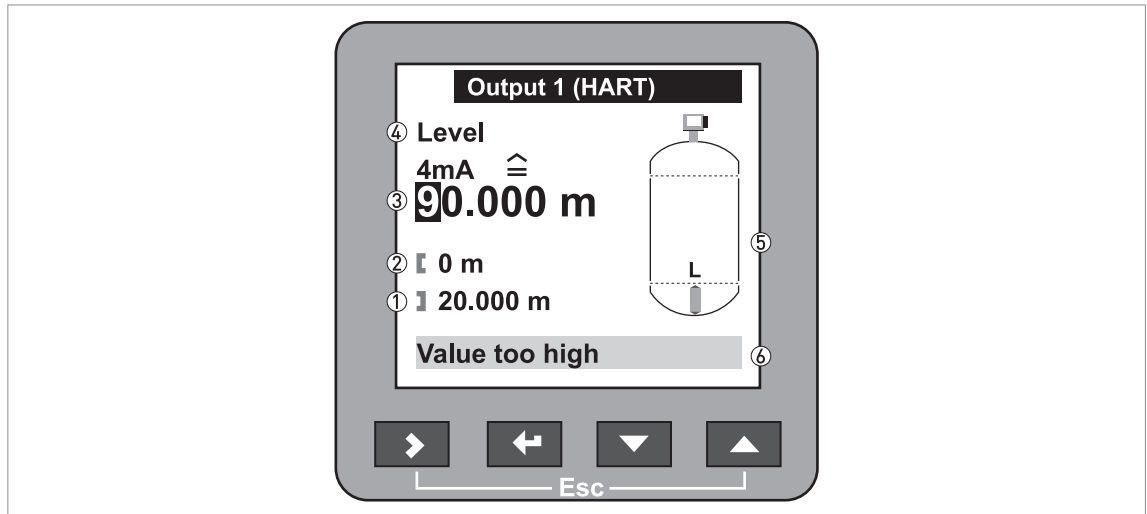 Output 1 (HART)
④ Level
4mA ≙
③ 90.000 m
② [ 0 m
① ] 20.000 m
L
⑤
Value too high
⑥
Esc